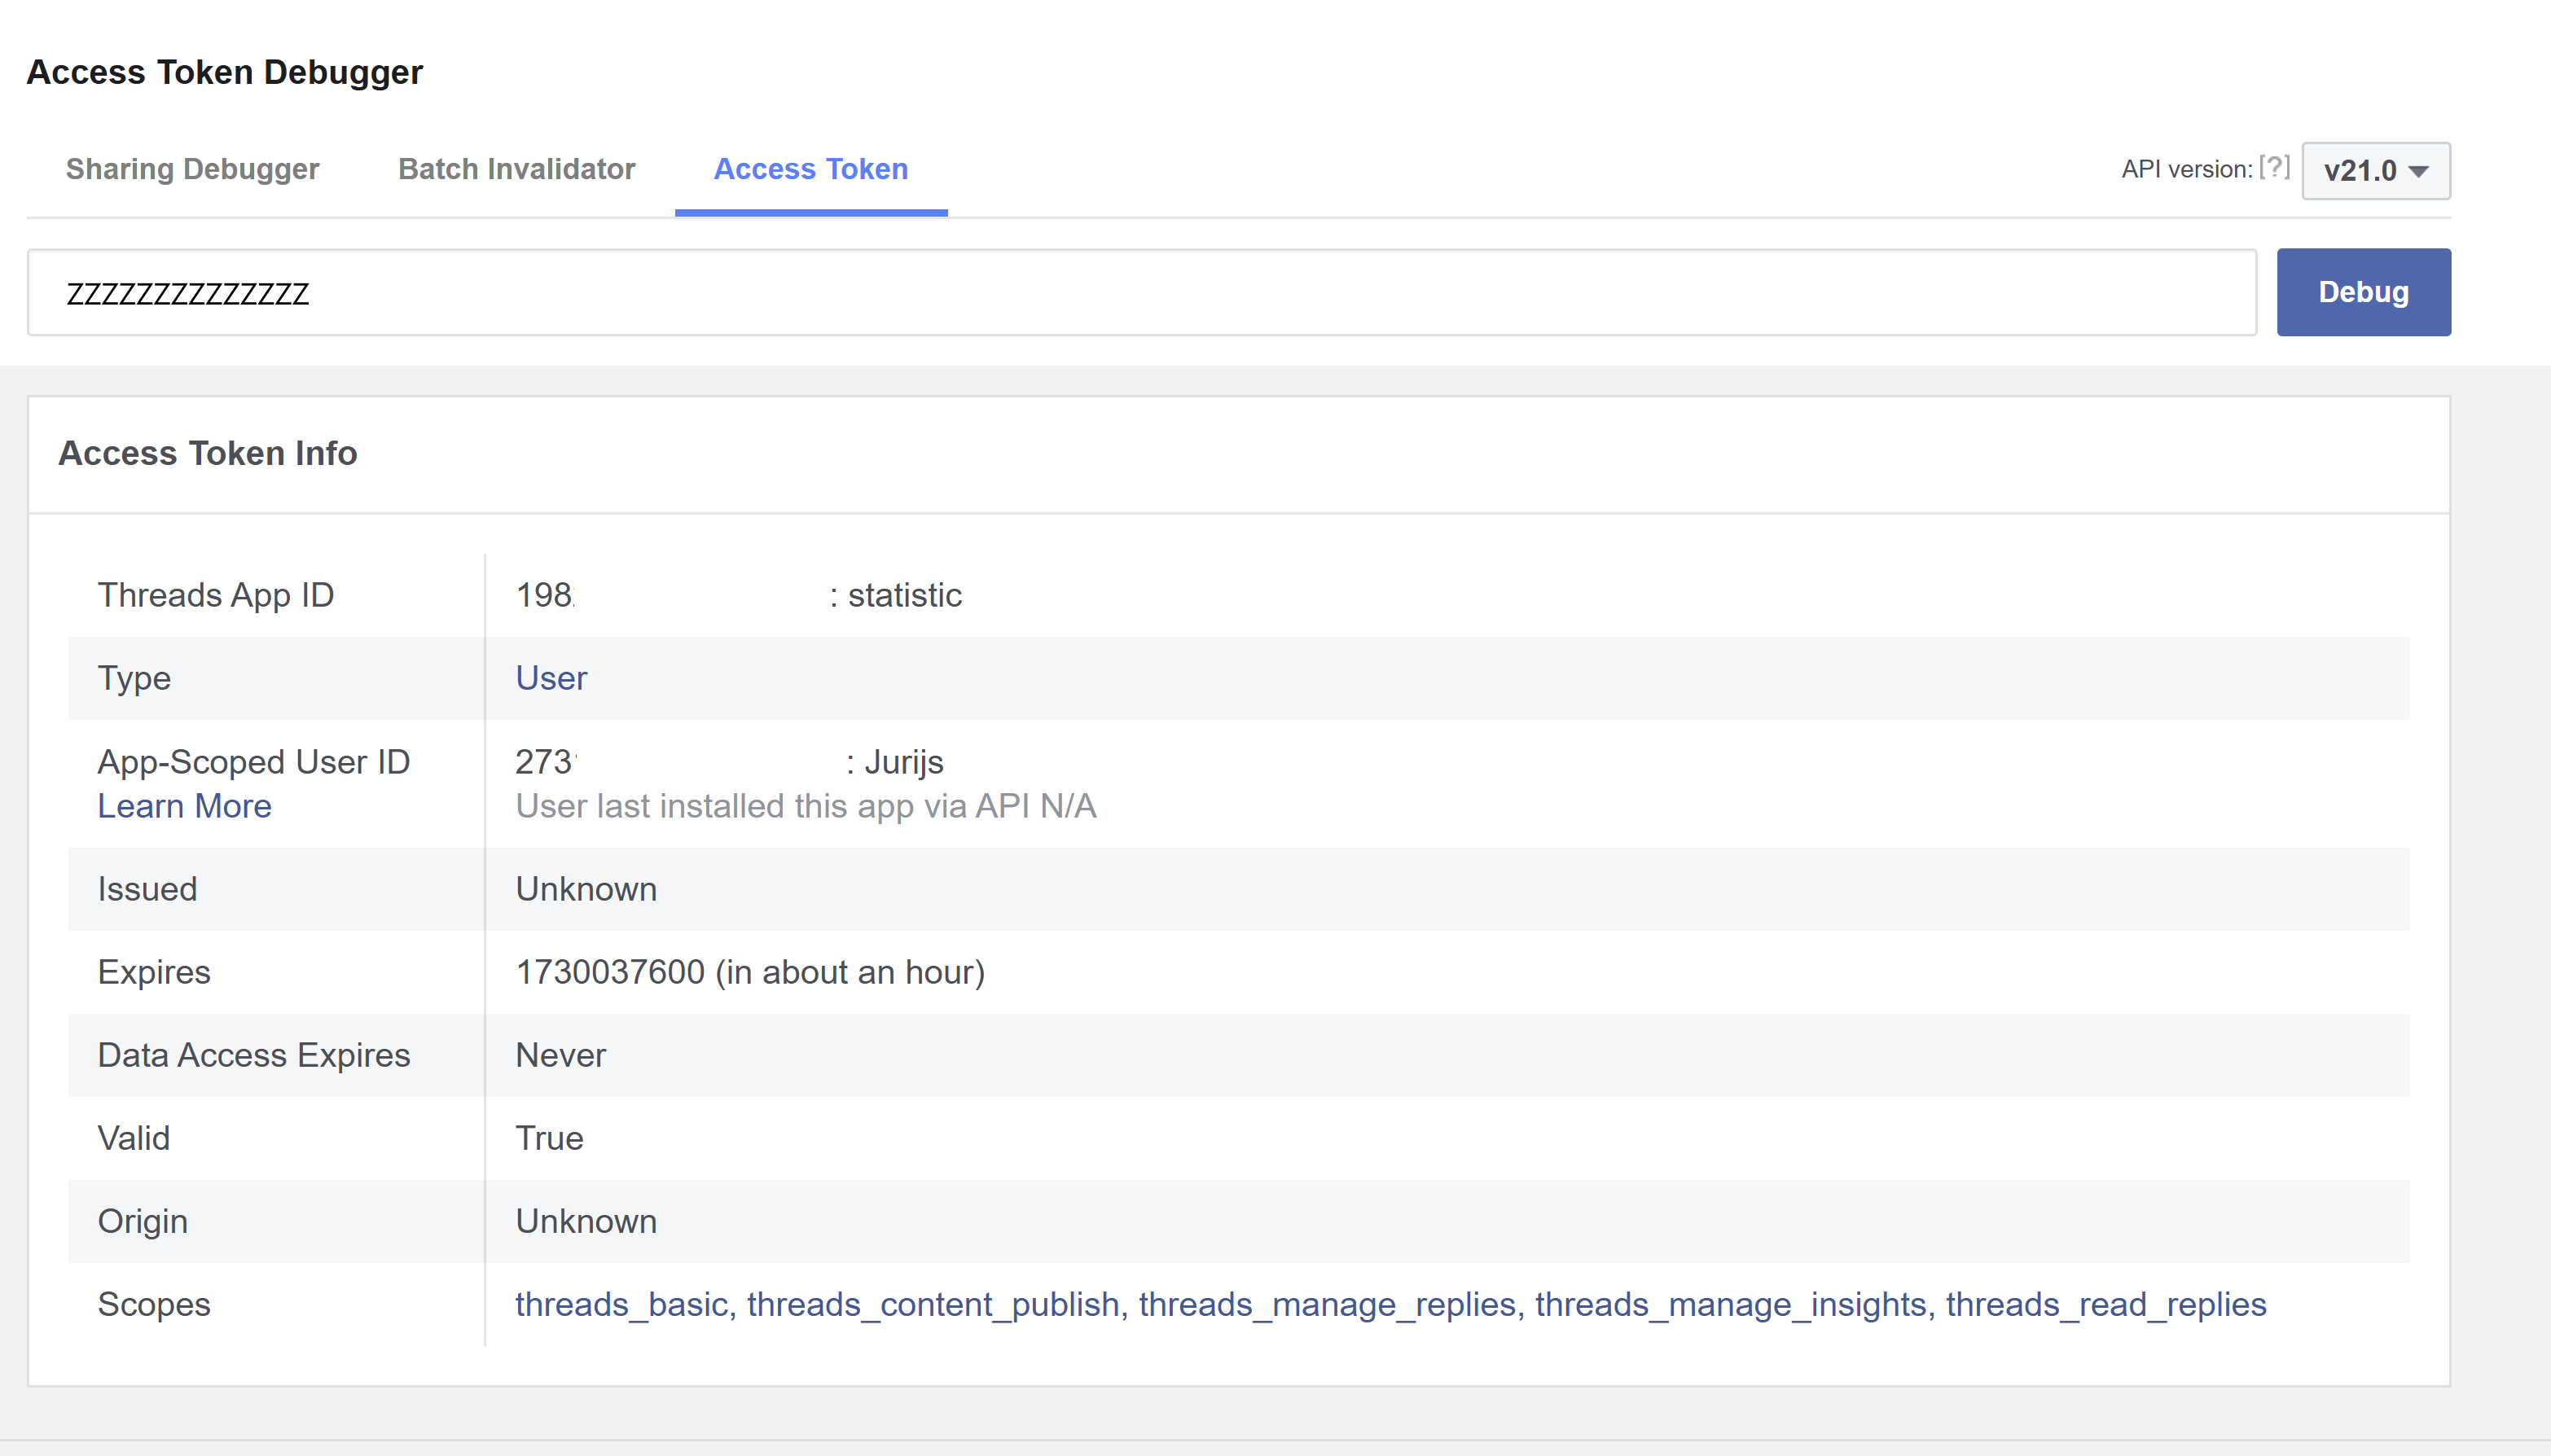 Access Token Debugger
Sharing Debugger Batch Invalidator Access Token API version: [?] v21.0
ZZZZZZZZZZZZZZ Debug
Access Token Info
Threads App ID 198 : statistic
Type User
App-Scoped User ID 273 : Jurijs
Learn More User last installed this app via API N/A
Issued Unknown
Expires 1730037600 (in about an hour)
Data Access Expires Never
Valid True
Origin Unknown
Scopes threads_basic, threads_content_publish, threads_manage_replies, threads_manage_insights, threads_read_replies